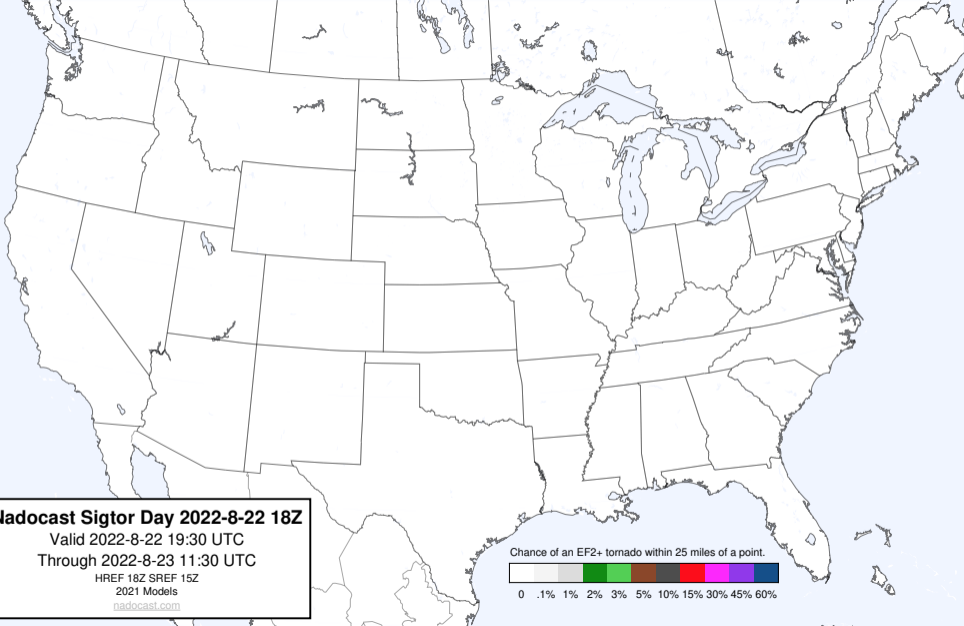 Nadocast Sigtor Day 2022-8-22 18Z
Valid 2022-8-22 19:30 UTC
Through 2022-8-23 11:30 UTC
HREF 18Z SREF 15Z
2021 Models
nadocast.com
Chance of an EF2+ tornado within 25 miles of a point.
0 .1% 1% 2% 3% 5% 10% 15% 30% 45% 60%